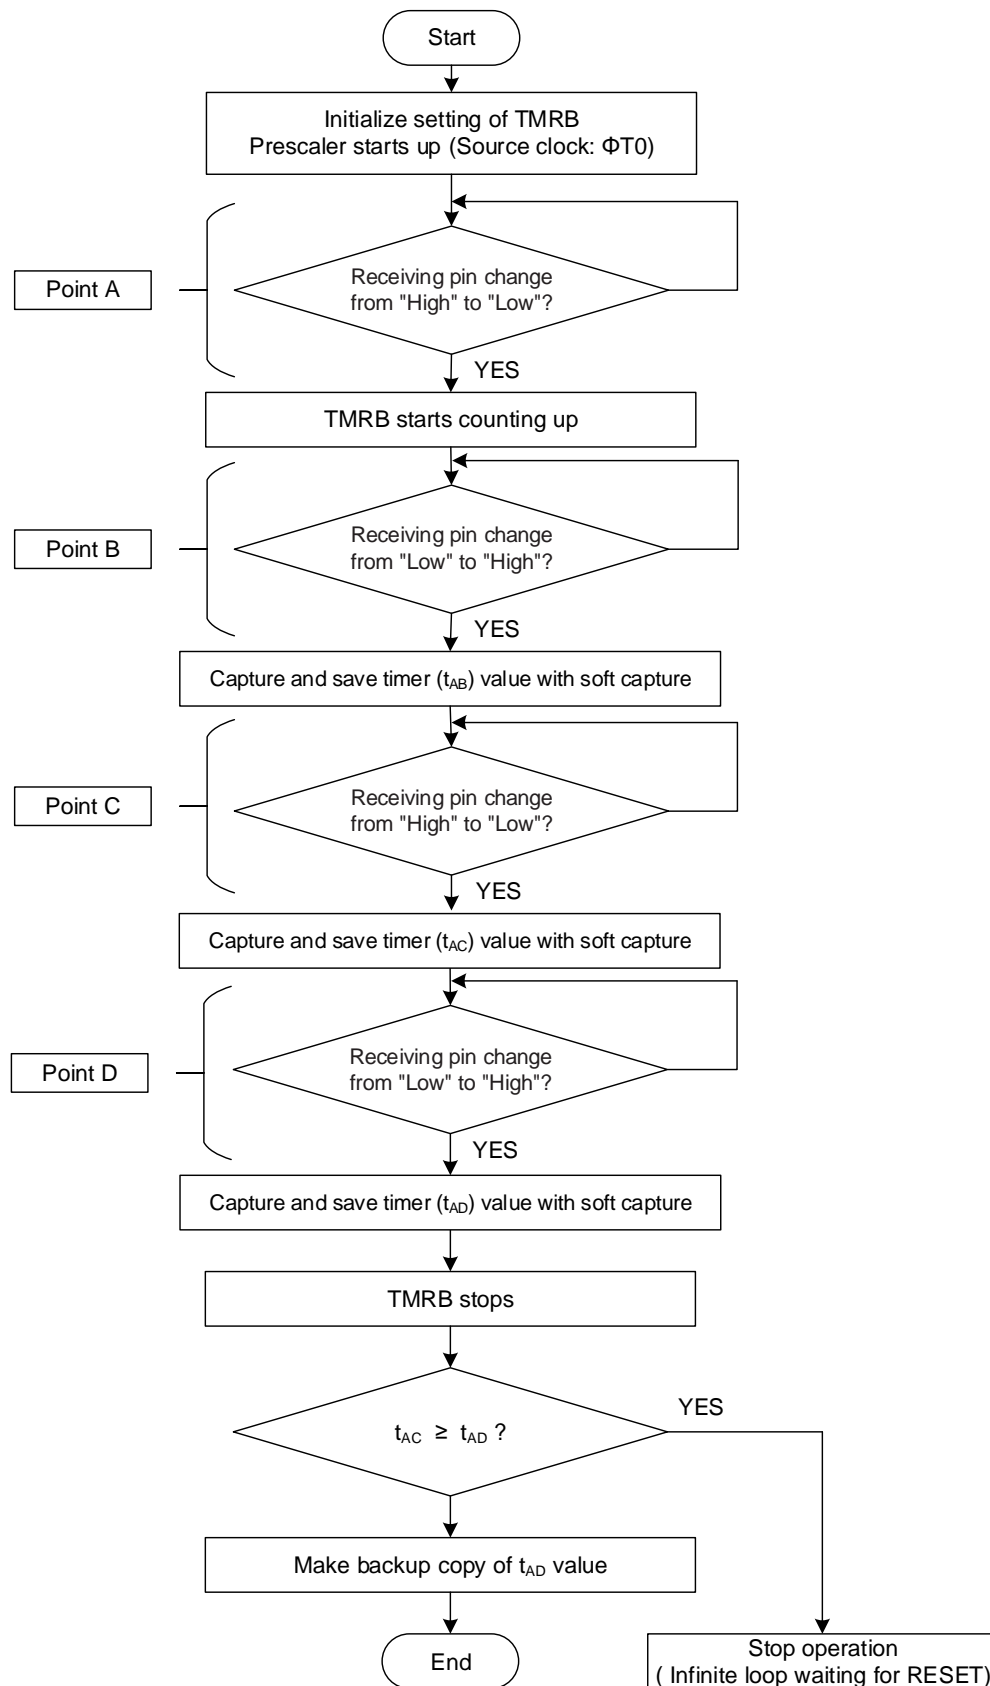 Start
Initialize setting of TMRB
Prescaler starts up (Source clock: ΦT0)
Point A
Receiving pin change
from "High" to "Low"?
YES
TMRB starts counting up
Point B
Receiving pin change
from "Low" to "High"?
YES
Capture and save timer (tAB) value with soft capture
Point C
Receiving pin change
from "High" to "Low"?
YES
Capture and save timer (tAC) value with soft capture
Point D
Receiving pin change
from "Low" to "High"?
YES
Capture and save timer (tAD) value with soft capture
TMRB stops
tAC ≥ tAD ?
YES
Make backup copy of tAD value
End
Stop operation
( Infinite loop waiting for RESET)